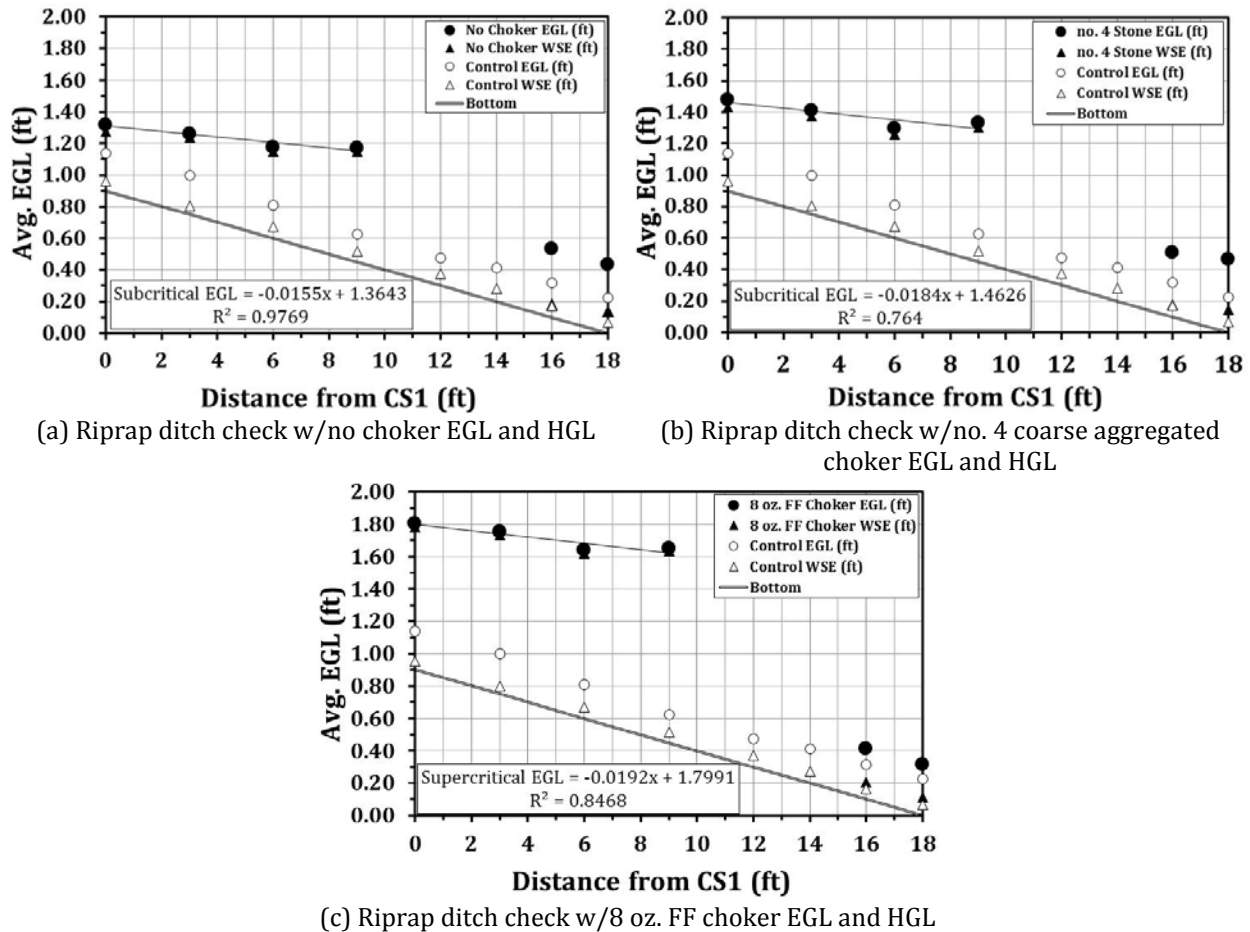 2.00
1.80
1.60
1.40
1.20
1.00
0.80
0.60
0.40
0.20
0.00
Avg. EGL (ft)
No Choker EGL (ft)
No Choker WSE (ft)
Control EGL (ft)
Control WSE (ft)
Bottom
Subcritical EGL = -0.0155x + 1.3643
R² = 0.9769
0 2 4 6 8 10 12 14 16 18
Distance from CS1 (ft)
(a) Riprap ditch check w/no choker EGL and HGL
2.00
1.80
1.60
1.40
1.20
1.00
0.80
0.60
0.40
0.20
0.00
Avg. EGL (ft)
no. 4 Stone EGL (ft)
no. 4 Stone WSE (ft)
Control EGL (ft)
Control WSE (ft)
Bottom
Subcritical EGL = -0.0184x + 1.4626
R² = 0.764
0 2 4 6 8 10 12 14 16 18
Distance from CS1 (ft)
(b) Riprap ditch check w/no. 4 coarse aggregated
choker EGL and HGL
2.00
1.80
1.60
1.40
1.20
1.00
0.80
0.60
0.40
0.20
0.00
Avg. EGL (ft)
8 oz. FF Choker EGL (ft)
8 oz. FF Choker WSE (ft)
Control EGL (ft)
Control WSE (ft)
Bottom
Supercritical EGL = -0.0192x + 1.7991
R² = 0.8468
0 2 4 6 8 10 12 14 16 18
Distance from CS1 (ft)
(c) Riprap ditch check w/8 oz. FF choker EGL and HGL